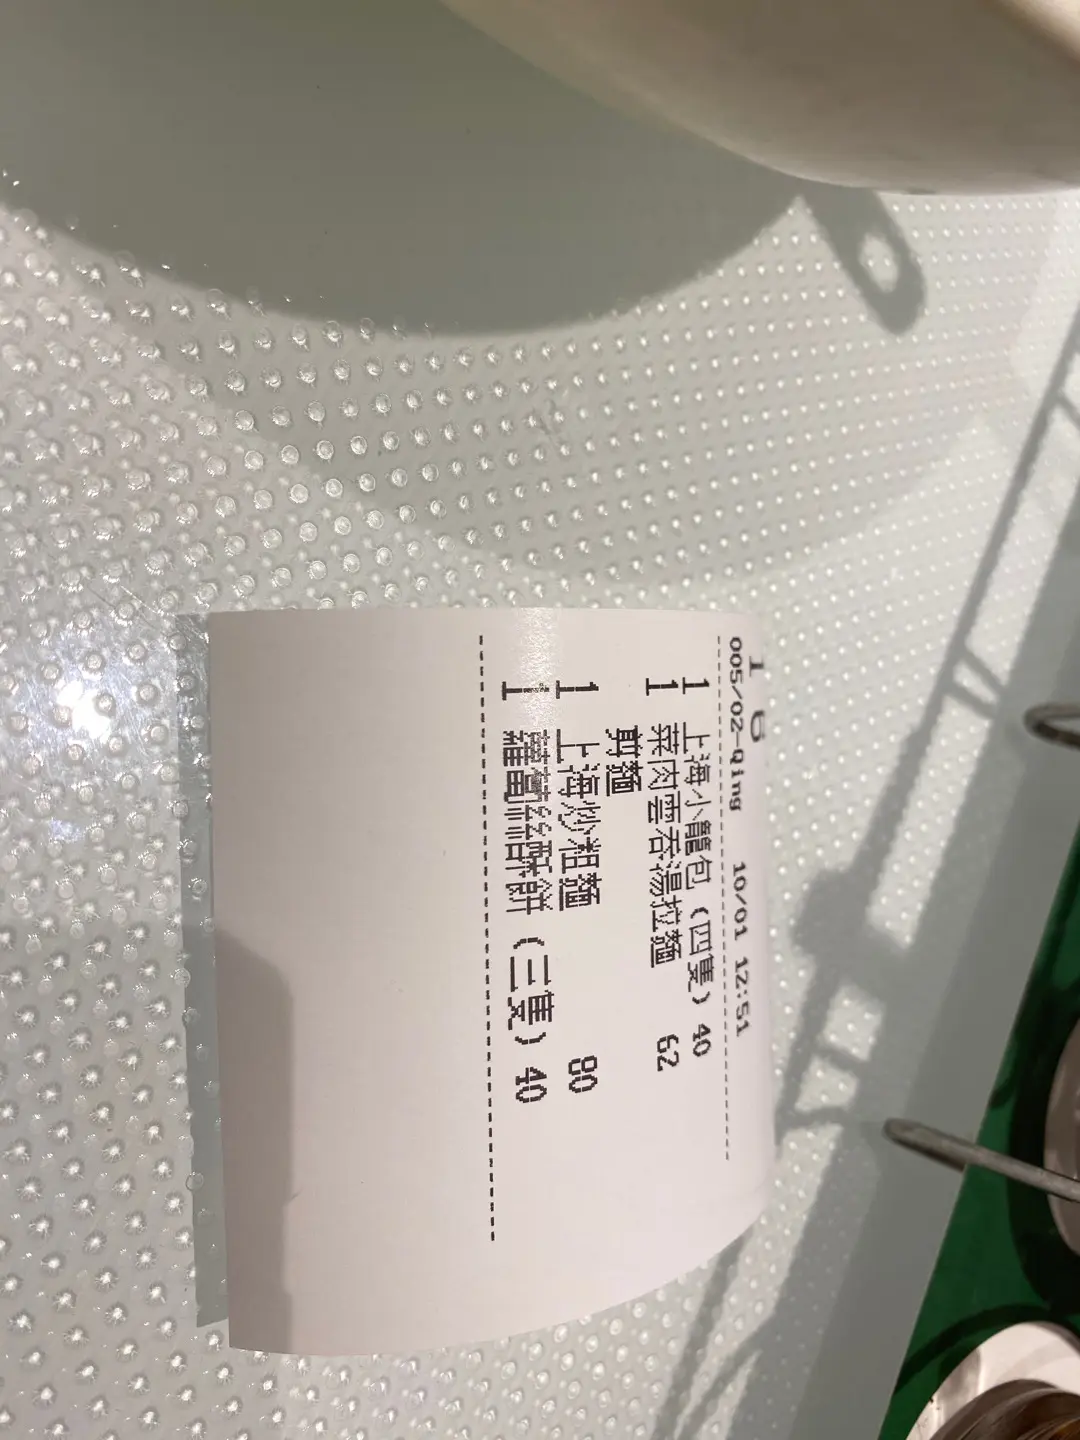 1 6
005/02-Qing 10/01 12:51
1 上海小籠包 (四隻) 40
1 菜肉雲吞湯拉麵 62
剪麵
1 上海炒粗麵 80
1 蘿蔔絲酥餅 (三隻) 40